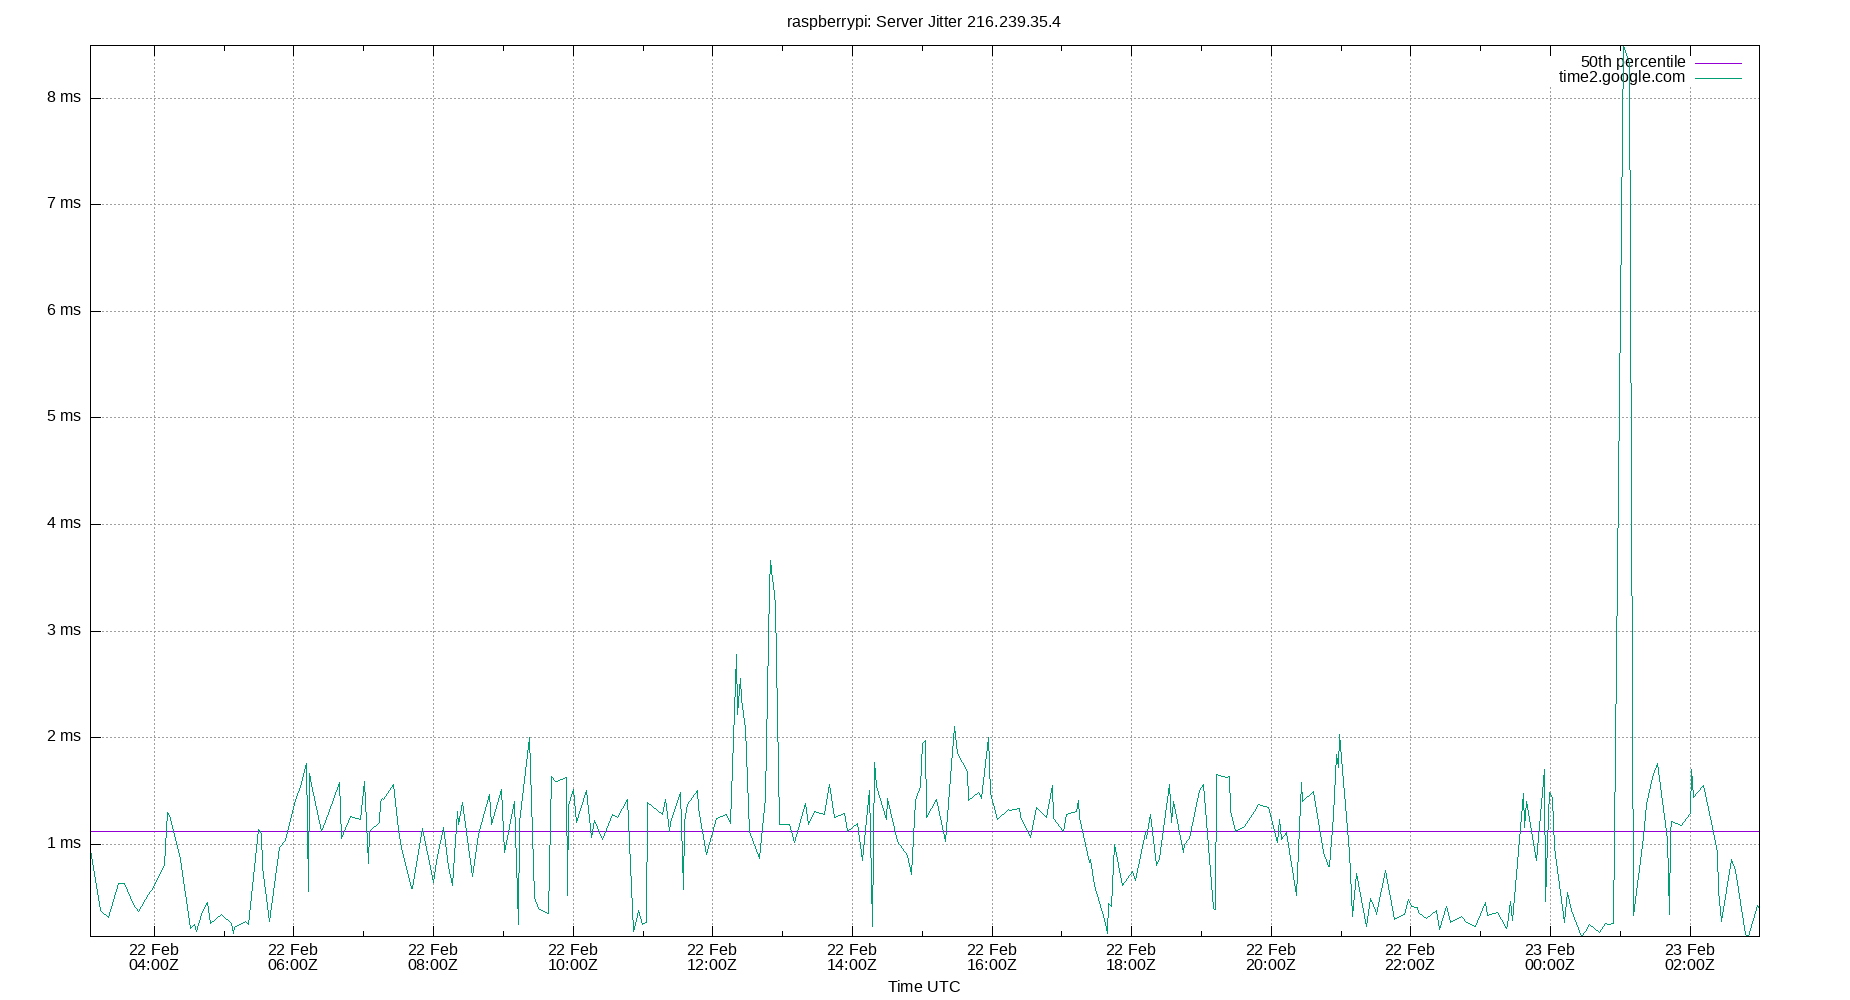 raspberrypi: Server Jitter 216.239.35.4
50th percentile
time2.google.com
8 ms
7 ms
6 ms
5 ms
4 ms
3 ms
2 ms
1 ms
22 Feb 22 Feb 22 Feb 22 Feb 22 Feb 22 Feb 22 Feb 22 Feb 22 Feb 22 Feb 23 Feb 23 Feb
04:00Z 06:00Z 08:00Z 10:00Z 12:00Z 14:00Z 16:00Z 18:00Z 20:00Z 22:00Z 00:00Z 02:00Z
Time UTC